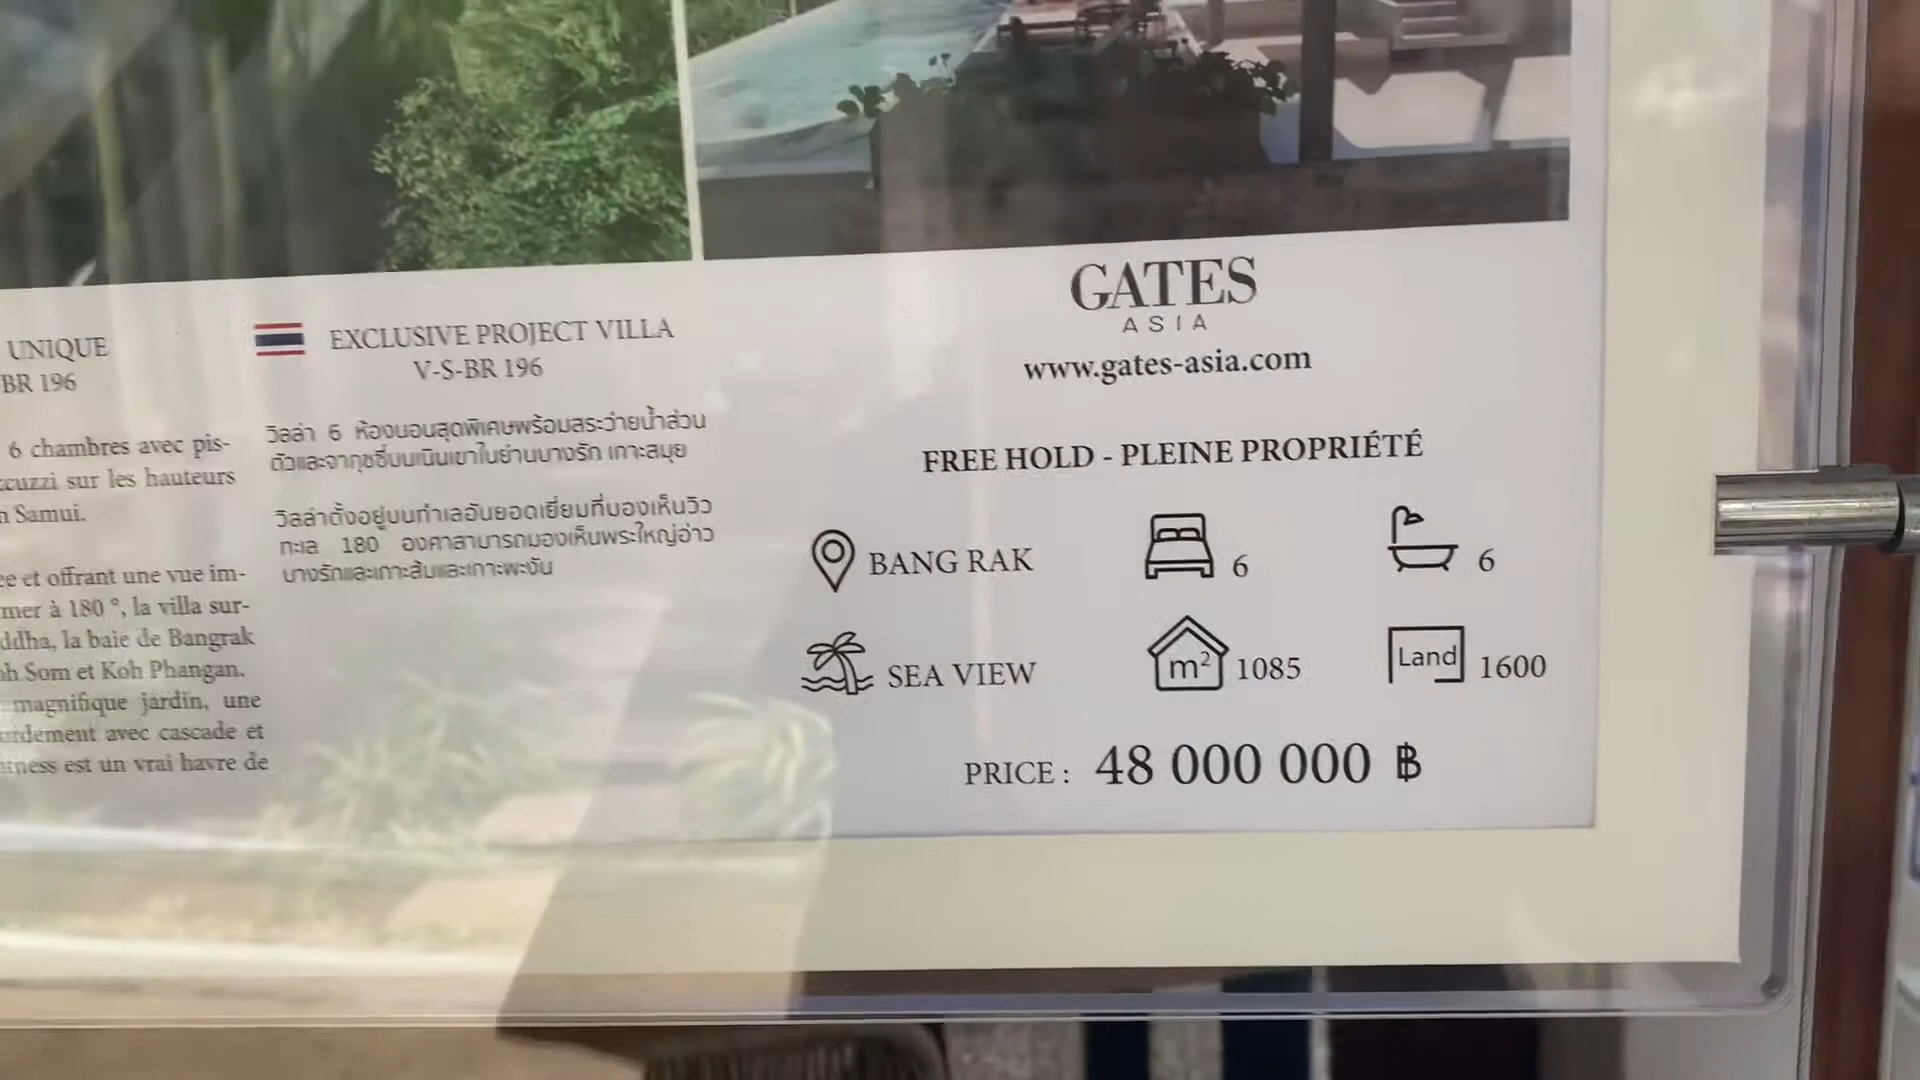 UNIQUE
BR 196
6 chambres avec pis-
sur les hauteurs
Samui.
et offrant une vue im-
mer à 180 °, la villa sur-
la baie de Bangrak
Som et Koh Phangan.
magnifique jardin, une
avec cascade et
est un vrai havre de
EXCLUSIVE PROJECT VILLA
V-S-BR 196
วิลล่า 6 ห้องนอนสุดพิเศษพร้อมสระว่ายน้ำส่วน
ตัวและจากุซซี่บนเนินเขาในย่านบางรัก เกาะสมุย
วิลล่าตั้งอยู่บนทำเลอันยอดเยี่ยมที่มองเห็นวิว
ทะเล 180 องศาสามารถมองเห็นพระใหญ่อ่าว
บางรักและเกาะส้มและเกาะพะงัน
GATES
ASIA
www.gates-asia.com
FREE HOLD - PLEINE PROPRIÉTÉ
BANG RAK 6 6
SEA VIEW m² 1085 Land 1600
PRICE : 48 000 000 ฿